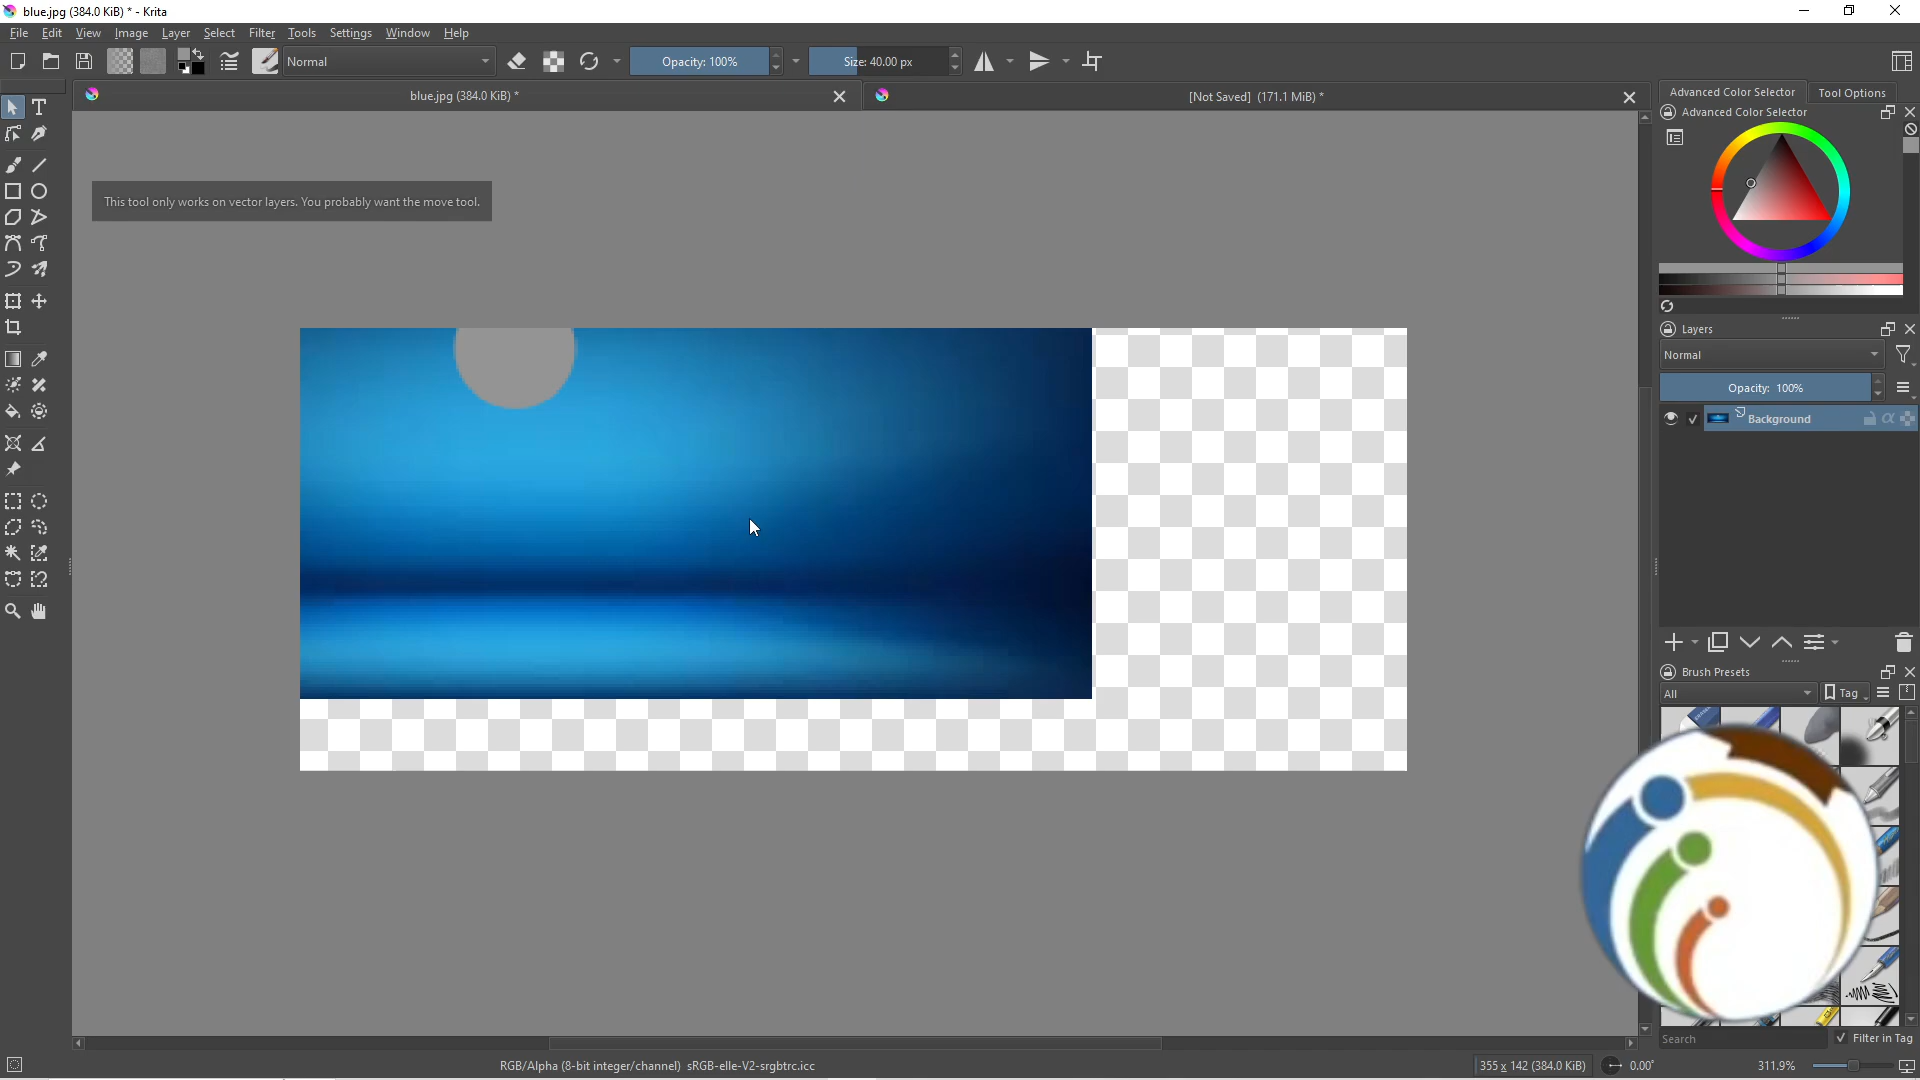 blue.jpg (384.0 KiB) * - Krita
File Edit View Image Layer Select Filter Tools Settings Window Help
Normal Opacity: 100% Size: 40.00 px
blue.jpg (384.0 KiB) * [Not Saved] (171.1 MiB) *
Advanced Color Selector Tool Options
Advanced Color Selector
This tool only works on vector layers. You probably want the move tool.
Layers
Normal
Opacity: 100%
Background
Brush Presets
All Tag
Search Filter in Tag
RGB/Alpha (8-bit integer/channel) sRGB-elle-V2-srgbtrc.icc 355 x 142 (384.0 KiB) 0.00° 311.9%